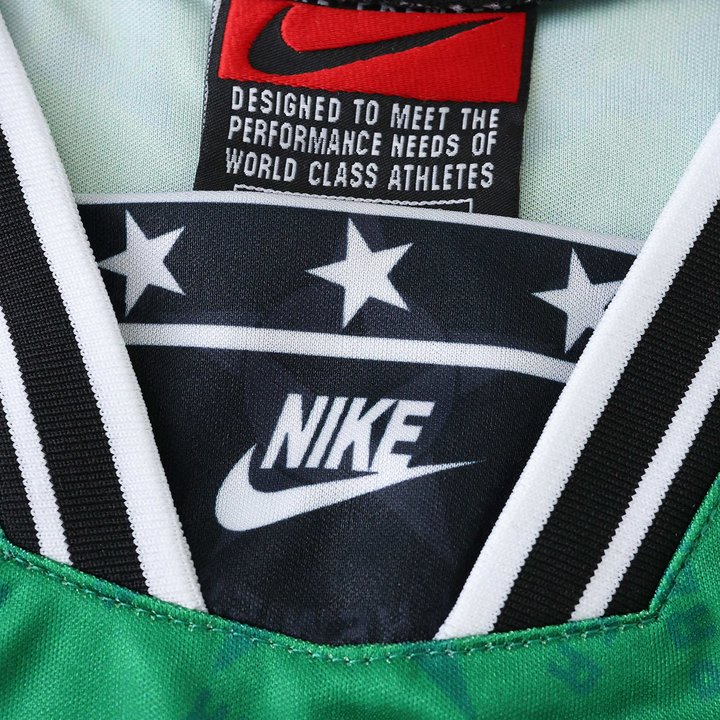 DESIGNED TO MEET THE
PERFORMANCE NEEDS OF
WORLD CLASS ATHLETES
NIKE